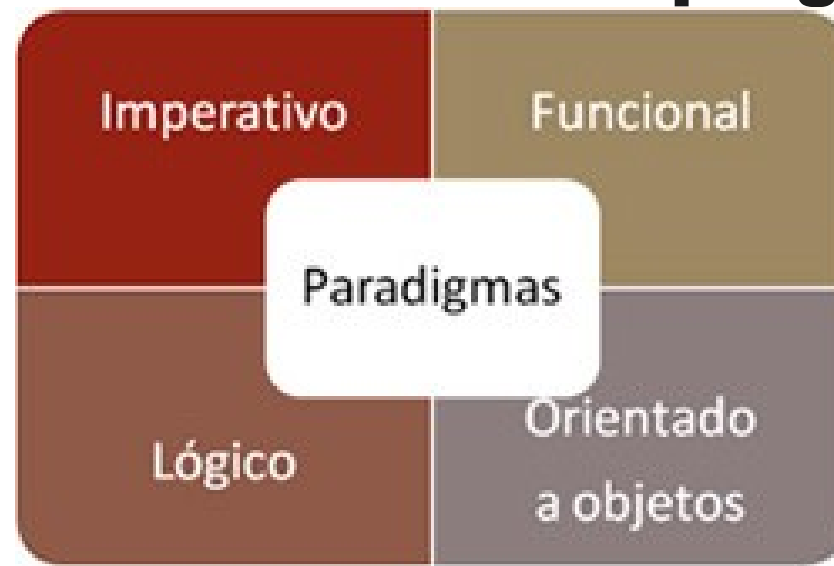 Imperativo
Funcional
Paradigmas
Lógico
Orientado
a objetos